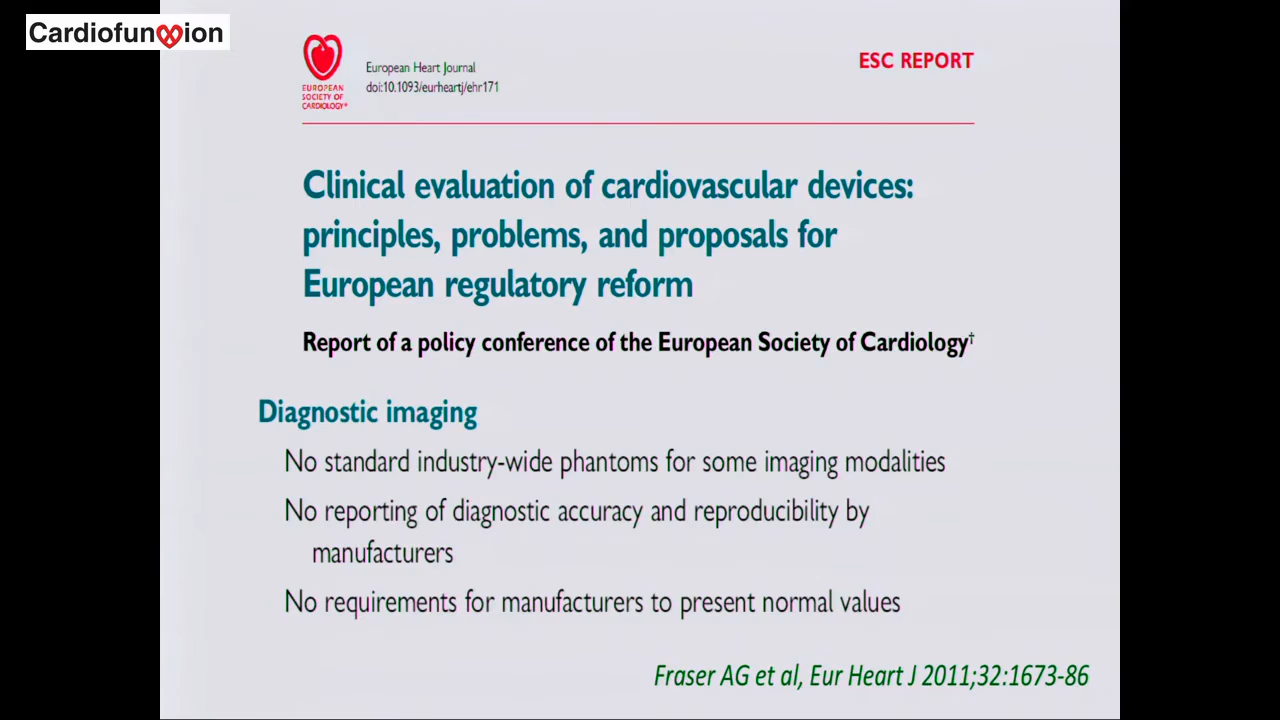 Cardiofunxion
EUROPEAN
SOCIETY OF
CARDIOLOGY®
European Heart Journal
doi:10.1093/eurheartj/ehr171
ESC REPORT
Clinical evaluation of cardiovascular devices:
principles, problems, and proposals for
European regulatory reform
Report of a policy conference of the European Society of Cardiology†
Diagnostic imaging
No standard industry-wide phantoms for some imaging modalities
No reporting of diagnostic accuracy and reproducibility by
manufacturers
No requirements for manufacturers to present normal values
Fraser AG et al, Eur Heart J 2011;32:1673-86